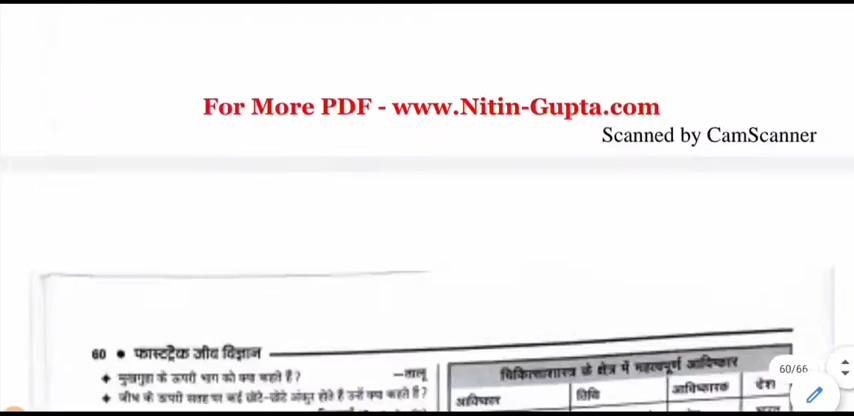 For More PDF - www.Nitin-Gupta.com
Scanned by CamScanner
60 ● फास्टट्रैक जीव विज्ञान
♦ मुखगुहा के ऊपरी भाग को क्या कहते हैं? –तालू
♦ जीभ के ऊपरी सतह पर कई छोटे-छोटे अंकुर होते हैं उन्हें क्या कहते हैं?
चिकित्साशास्त्र के क्षेत्र में महत्वपूर्ण आविष्कार
आविष्कार तिथि आविष्कारक देश
60/66